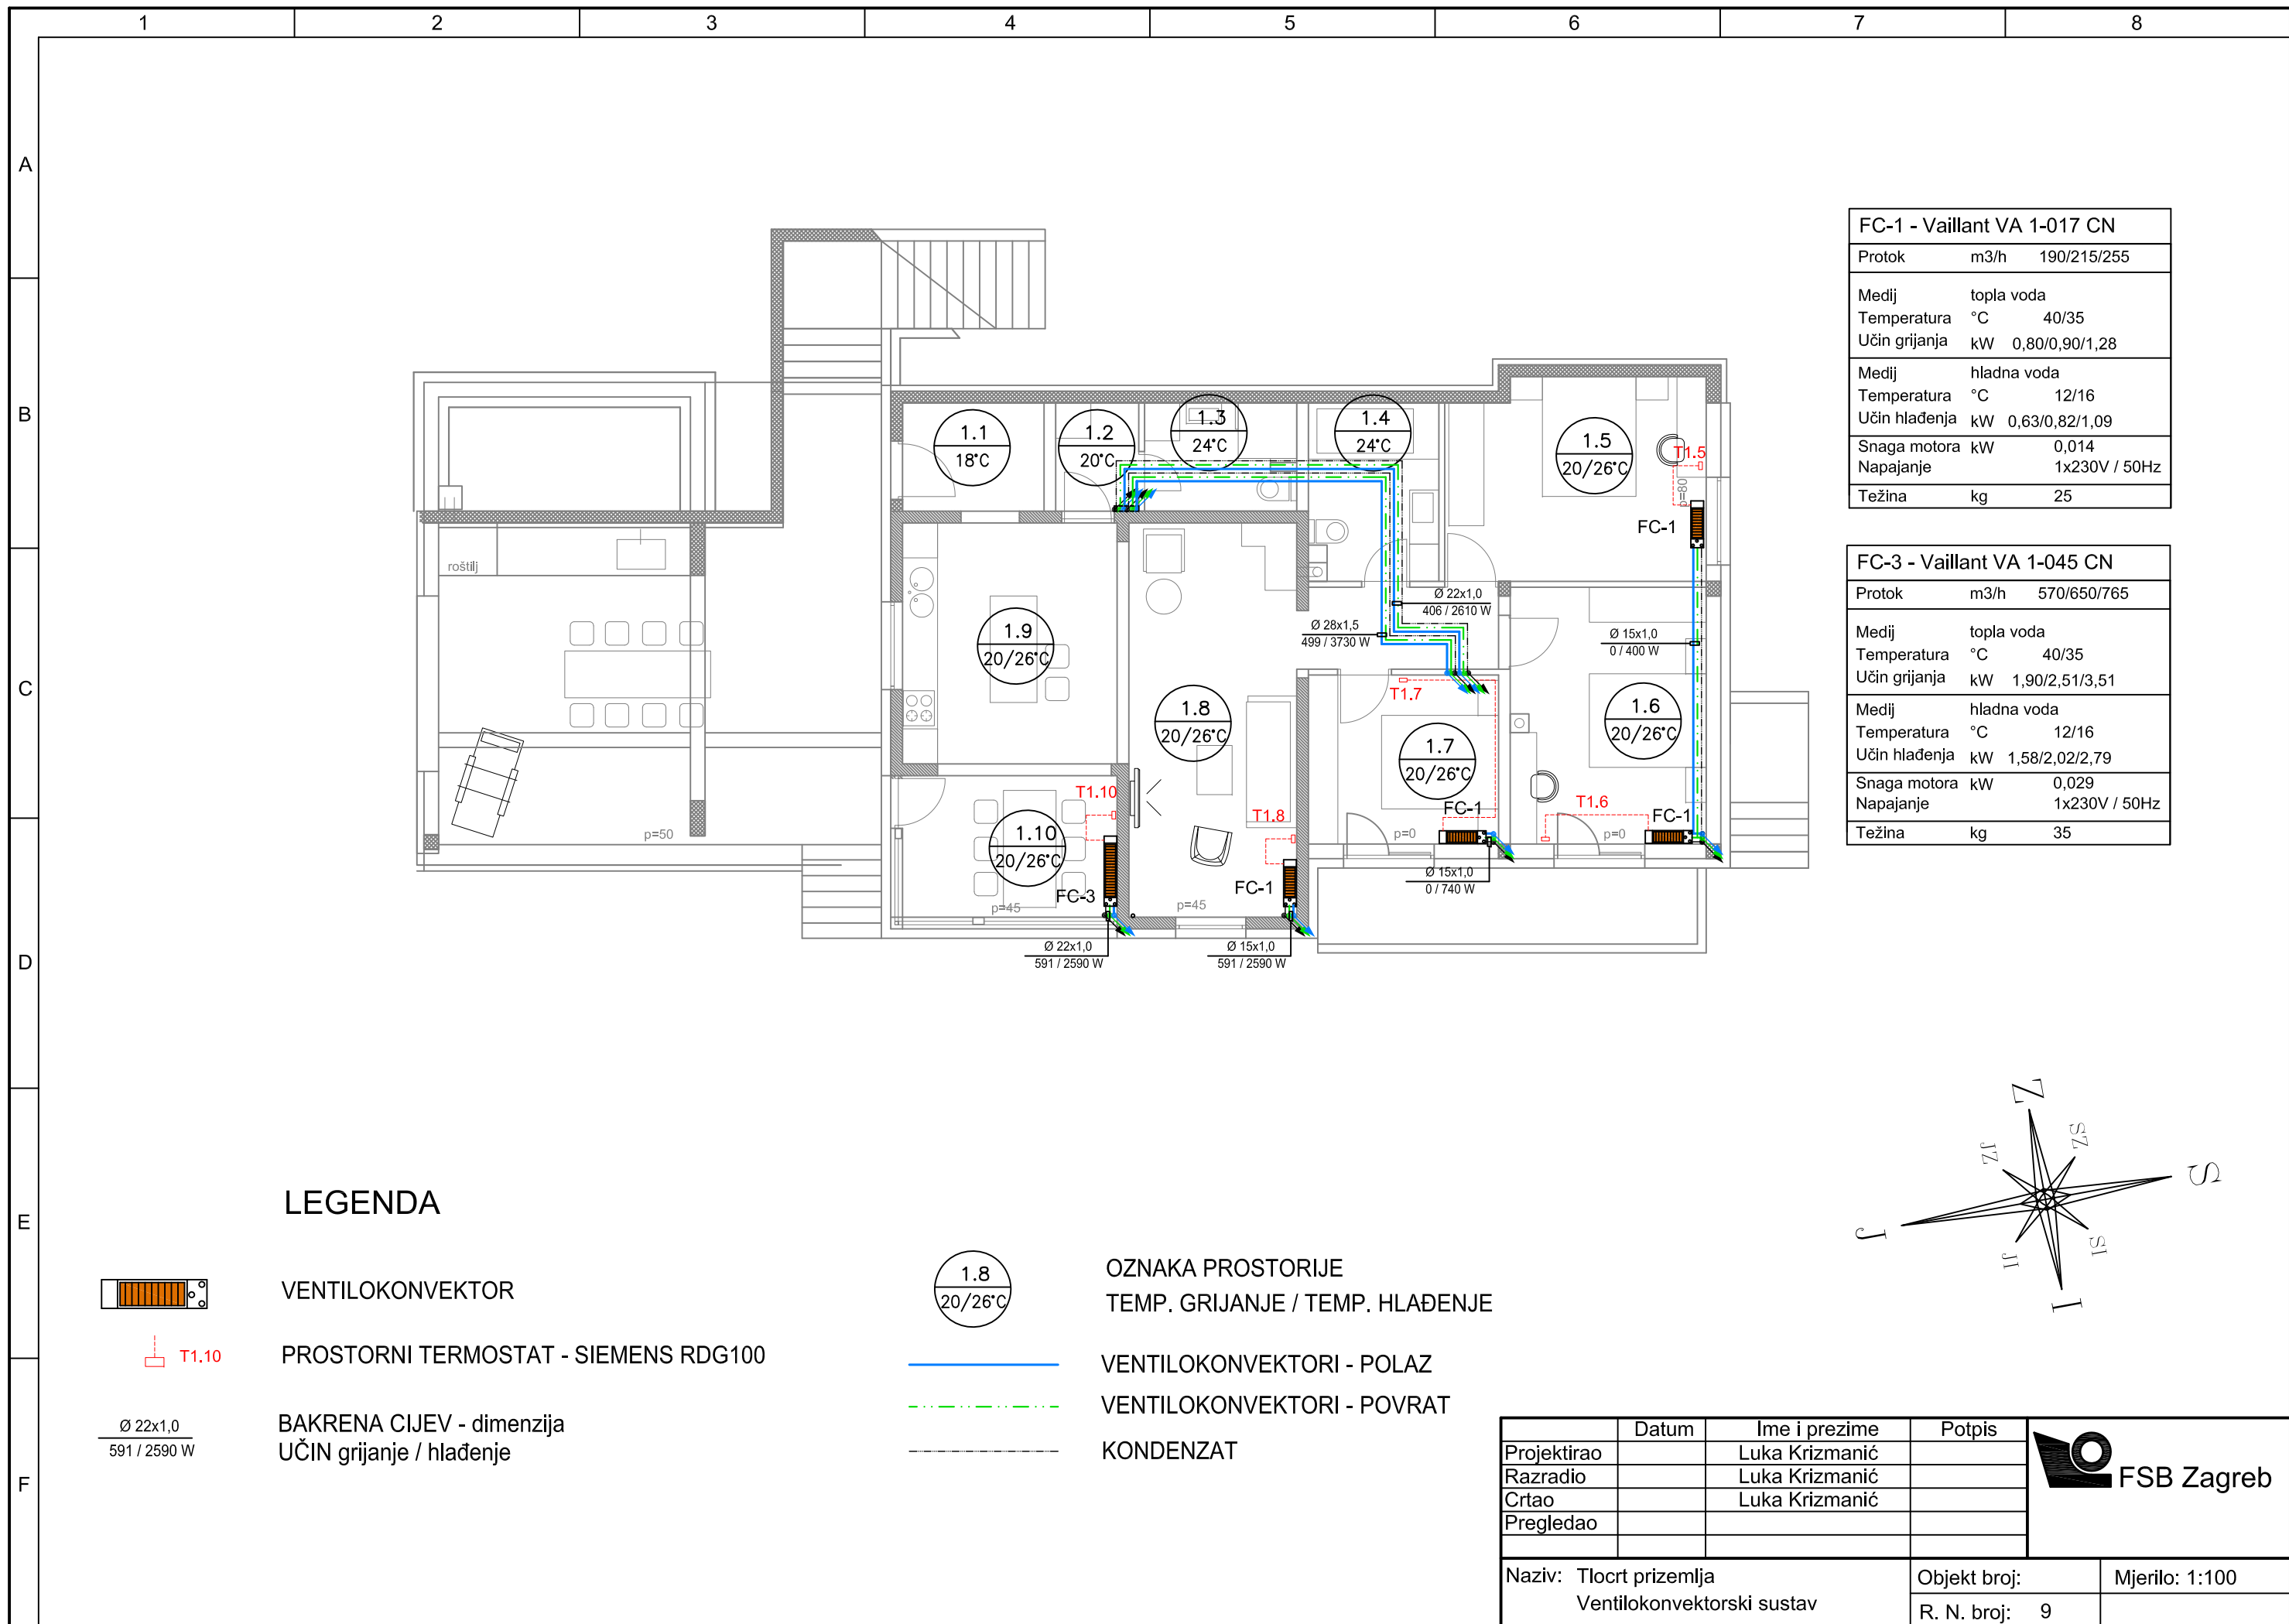 1 2 3 4 5 6 7 8
A
B
C
D
E
F
FC-1 - Vaillant VA 1-017 CN
Protok m3/h 190/215/255
Medij topla voda
Temperatura °C 40/35
Učin grijanja kW 0,80/0,90/1,28
Medij hladna voda
Temperatura °C 12/16
Učin hlađenja kW 0,63/0,82/1,09
Snaga motora kW 0,014
Napajanje 1x230V / 50Hz
Težina kg 25
FC-3 - Vaillant VA 1-045 CN
Protok m3/h 570/650/765
Medij topla voda
Temperatura °C 40/35
Učin grijanja kW 1,90/2,51/3,51
Medij hladna voda
Temperatura °C 12/16
Učin hlađenja kW 1,58/2,02/2,79
Snaga motora kW 0,029
Napajanje 1x230V / 50Hz
Težina kg 35
1.1
18°C
1.2
20°C
1.3
24°C
1.4
24°C
1.5
20/26°C
T1.5
p=80
FC-1
roštilj
Ø 22x1,0
406 / 2610 W
Ø 28x1,5
499 / 3730 W
Ø 15x1,0
0 / 400 W
1.9
20/26°C
1.8
20/26°C
T1.7
1.7
20/26°C
1.6
20/26°C
T1.10
T1.8
FC-1
T1.6
FC-1
p=50
1.10
20/26°C
p=0
p=0
FC-3
p=45
FC-1
p=45
Ø 15x1,0
0 / 740 W
Ø 22x1,0
591 / 2590 W
Ø 15x1,0
591 / 2590 W
Z
SZ
S
SI
I
JI
J
JZ
LEGENDA
VENTILOKONVEKTOR
T1.10 PROSTORNI TERMOSTAT - SIEMENS RDG100
Ø 22x1,0
591 / 2590 W
BAKRENA CIJEV - dimenzija
UČIN grijanje / hlađenje
1.8
20/26°C
OZNAKA PROSTORIJE
TEMP. GRIJANJE / TEMP. HLAĐENJE
VENTILOKONVEKTORI - POLAZ
VENTILOKONVEKTORI - POVRAT
KONDENZAT
Datum Ime i prezime Potpis
Projektirao Luka Krizmanić
Razradio Luka Krizmanić
Crtao Luka Krizmanić
Pregledao
FSB Zagreb
Naziv: Tlocrt prizemlja
Ventilokonvektorski sustav
Objekt broj:
R. N. broj: 9
Mjerilo: 1:100